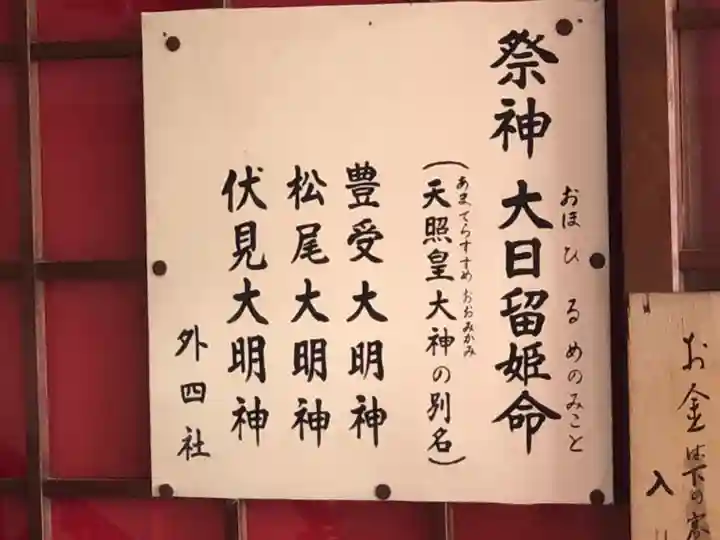 祭神 大日留姫命
おほひるめのみこと
(天照皇大神の別名)
あまてらすすめおおみかみ
豊受大明神
松尾大明神
伏見大明神
外四社
お金は下の
入